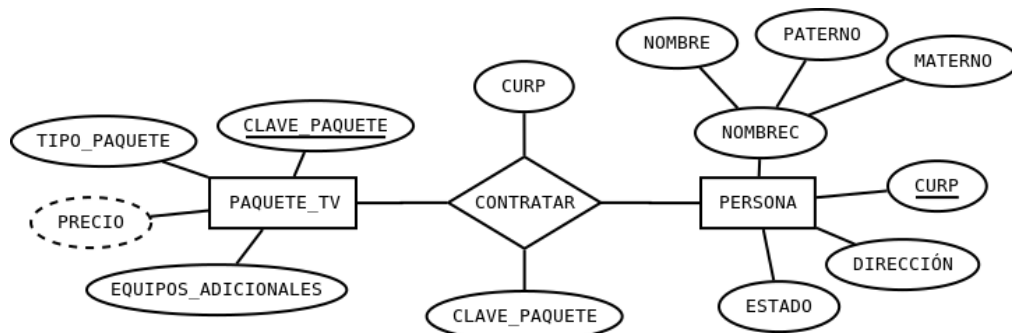 NOMBRE
PATERNO
MATERNO
CURP
TIPO_PAQUETE
CLAVE_PAQUETE
NOMBREC
PAQUETE_TV
CONTRATAR
PERSONA
CURP
PRECIO
DIRECCIÓN
EQUIPOS_ADICIONALES
ESTADO
CLAVE_PAQUETE